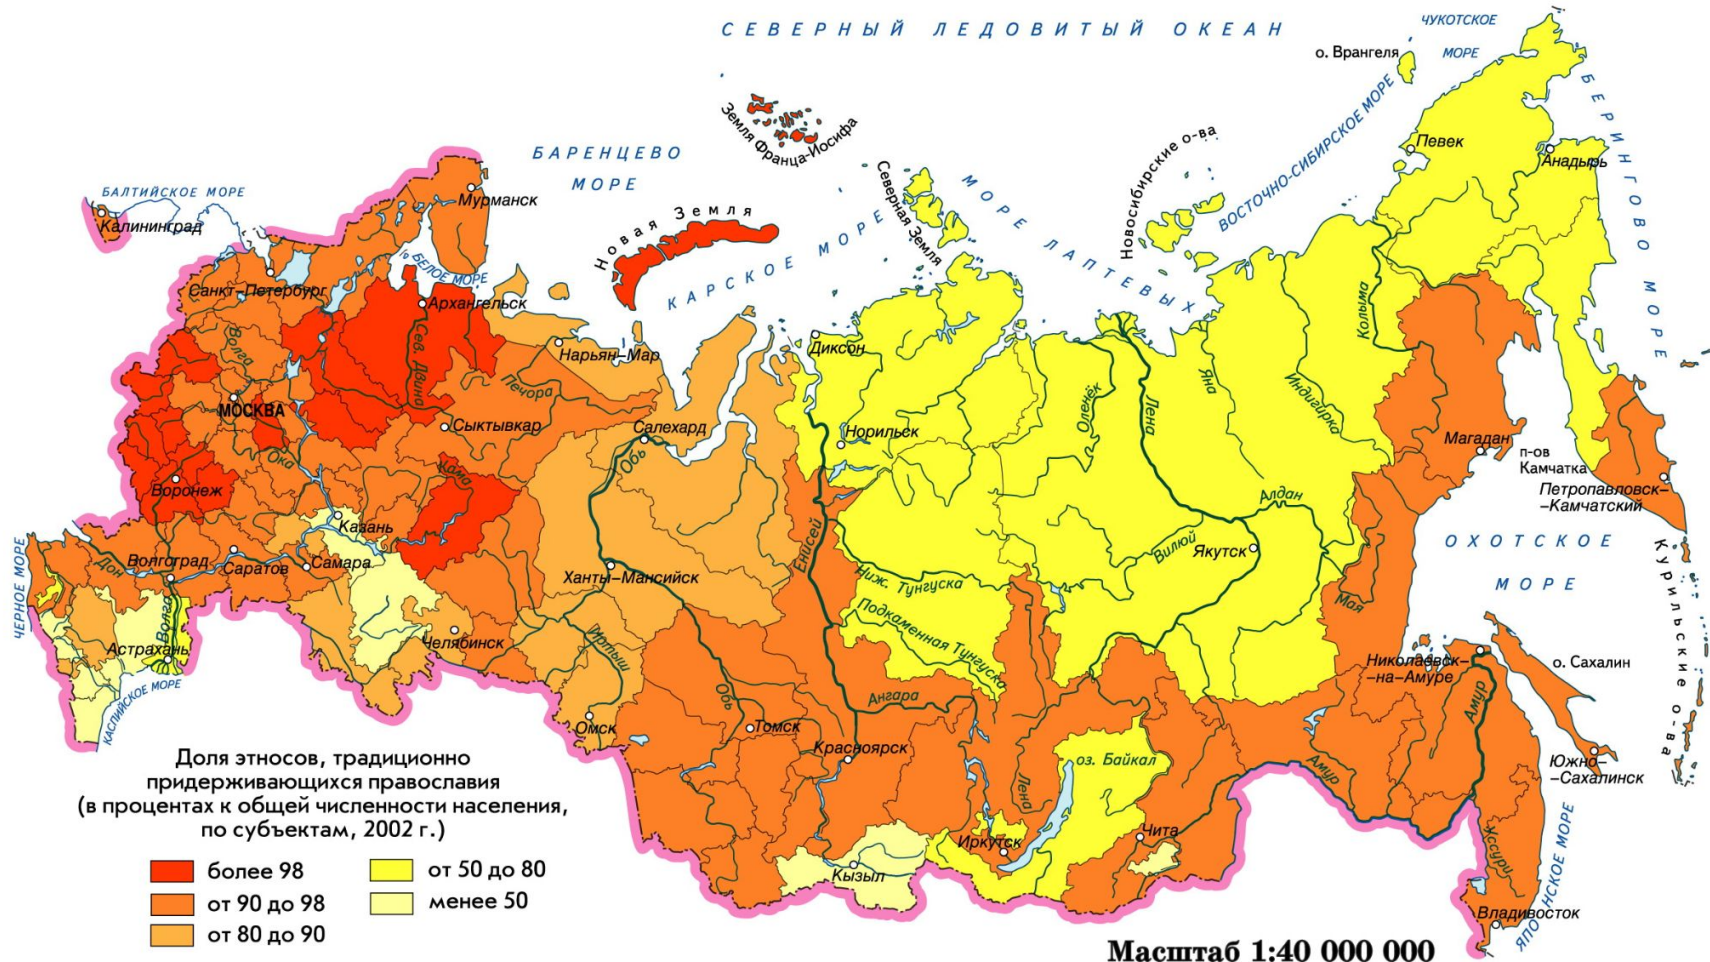 СЕВЕРНЫЙ ЛЕДОВИТЫЙ ОКЕАН
ЧУКОТСКОЕ
МОРЕ
о. Врангеля
БЕРИНГОВО МОРЕ
Земля Франца-Иосифа
БАРЕНЦЕВО
МОРЕ
Новосибирские о-ва
ВОСТОЧНО-СИБИРСКОЕ МОРЕ
Певек
Анадырь
Северная Земля
МОРЕ ЛАПТЕВЫХ
БАЛТИЙСКОЕ МОРЕ
Мурманск
Калининград
Новая Земля
КАРСКОЕ МОРЕ
БЕЛОЕ МОРЕ
Санкт-Петербург
Архангельск
Колыма
Волга
Сев. Двина
Нарьян-Мар
Диксон
Печора
Оленёк
Лена
Яна
Индигирка
МОСКВА
Сыктывкар
Салехард
Норильск
Магадан
п-ов
Камчатка
Ока
Кама
Обь
Воронеж
Петропавловск-
-Камчатский
Алдан
Казань
Енисей
Вилюй
Якутск
ОХОТСКОЕ
МОРЕ
Курильские о-ва
ЧЕРНОЕ МОРЕ
Дон
Волгоград
Саратов
Самара
Ханты-Мансийск
Ниж. Тунгуска
Мая
Подкаменная Тунгуска
Волга
Астрахань
Челябинск
Иртыш
Николаевск-
-на-Амуре
о. Сахалин
КАСПИЙСКОЕ МОРЕ
Обь
Ангара
Амур
Омск
Томск
Красноярск
Лена
оз. Байкал
Амур
Южно-
-Сахалинск
Иркутск
Чита
Кызыл
Уссури
ЯПОНСКОЕ МОРЕ
Владивосток
Доля этносов, традиционно
придерживающихся православия
(в процентах к общей численности населения,
по субъектам, 2002 г.)
более 98
от 90 до 98
от 80 до 90
от 50 до 80
менее 50
Масштаб 1:40 000 000